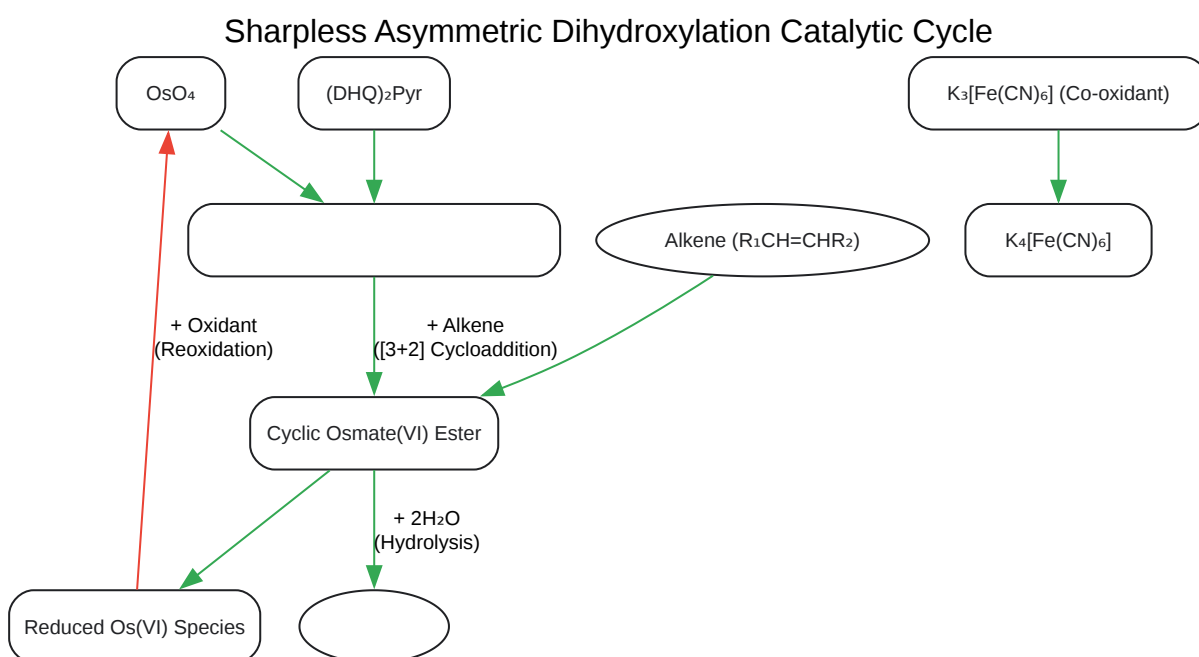 Sharpless Asymmetric Dihydroxylation Catalytic Cycle
OsO₄
(DHQ)₂Pyr
K₃[Fe(CN)₆] (Co-oxidant)
Alkene (R₁CH=CHR₂)
K₄[Fe(CN)₆]
+ Oxidant
(Reoxidation)
+ Alkene
([3+2] Cycloaddition)
Cyclic Osmate(VI) Ester
+ 2H₂O
(Hydrolysis)
Reduced Os(VI) Species